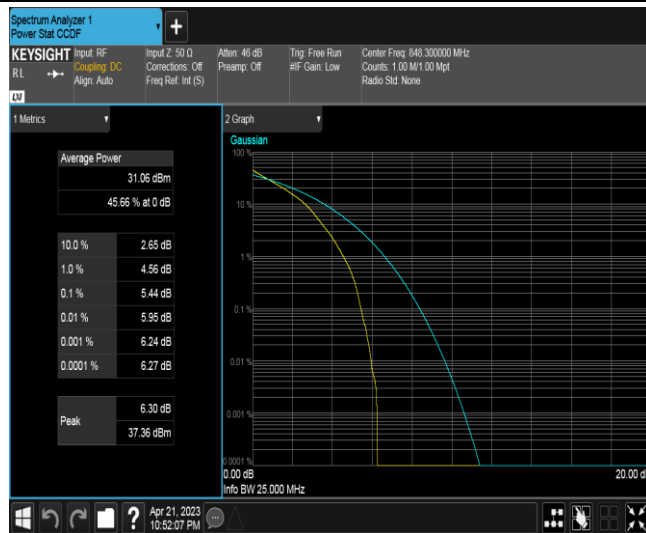 Spectrum Analyzer 1
Power Stat CCDF
+
KEYSIGHT
RL
Input: RF
Coupling: DC
Align: Auto
Input Z: 50 Ω
Corrections: Off
Freq Ref: Int (S)
Atten: 46 dB
Preamp: Off
Trig: Free Run
#IF Gain: Low
Center Freq: 848.300000 MHz
Counts: 1.00 M/1.00 Mpt
Radio Std: None
1 Metrics
Average Power
31.06 dBm
45.66 % at 0 dB
10.0 % 2.65 dB
1.0 % 4.56 dB
0.1 % 5.44 dB
0.01 % 5.95 dB
0.001 % 6.24 dB
0.0001 % 6.27 dB
Peak
6.30 dB
37.36 dBm
2 Graph
Gaussian
100 %
10 %
1 %
0.1 %
0.01 %
0.001 %
0.0001 %
0.00 dB
20.00 d
Info BW 25.000 MHz
?
Apr 21, 2023
10:52:07 PM